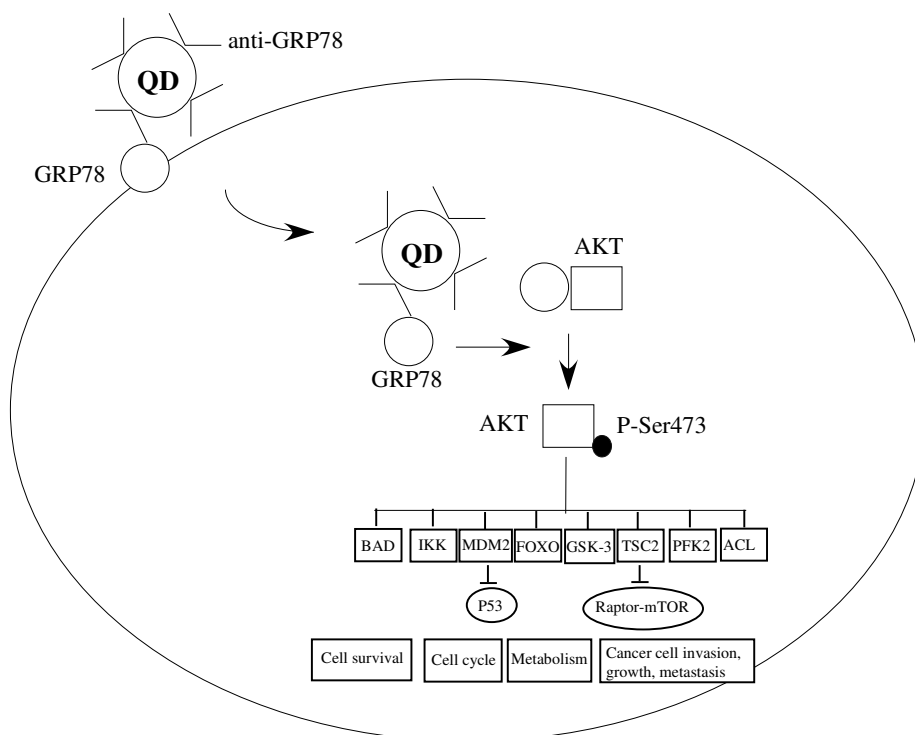 anti-GRP78
QD
GRP78
AKT
QD
GRP78
AKT
P-Ser473
BAD
IKK
MDM2
FOXO
GSK-3
TSC2
PFK2
ACL
P53
Raptor-mTOR
Cell survival
Cell cycle
Metabolism
Cancer cell invasion,
growth, metastasis